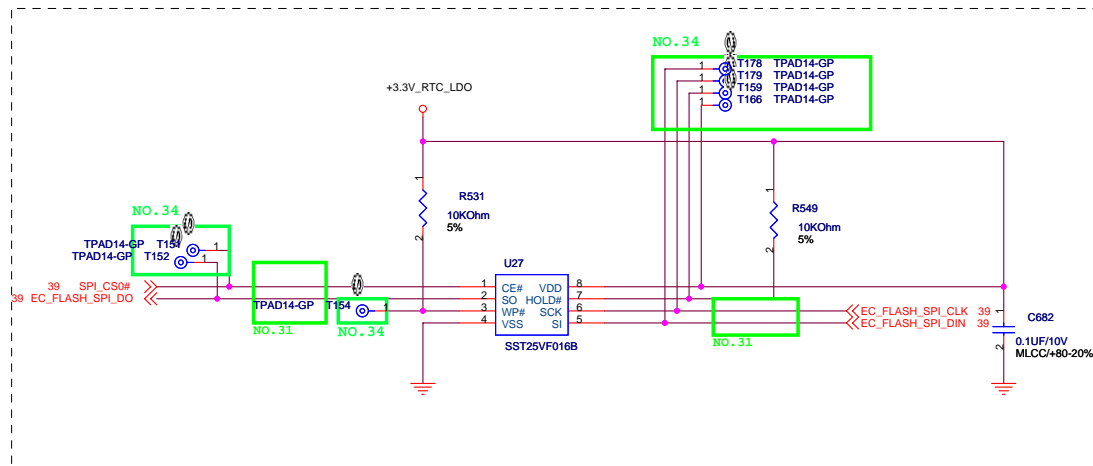 NO.34
1 T178 TPAD14-GP
1 T179 TPAD14-GP
1 T159 TPAD14-GP
1 T166 TPAD14-GP
+3.3V_RTC_LDO
1
R531
10KOhm
5%
2
1
R549
10KOhm
5%
2
NO.34
TPAD14-GP T151 1
TPAD14-GP T152 1
U27
39 SPI_CS0#
39 EC_FLASH_SPI_DO
1 CE# VDD 8
2 SO HOLD# 7
3 WP# SCK 6
4 VSS SI 5
SST25VF016B
TPAD14-GP T154 1
NO.31
NO.34
EC_FLASH_SPI_CLK 39
EC_FLASH_SPI_DIN 39
NO.31
1
C682
0.1UF/10V
MLCC/+80-20%
2